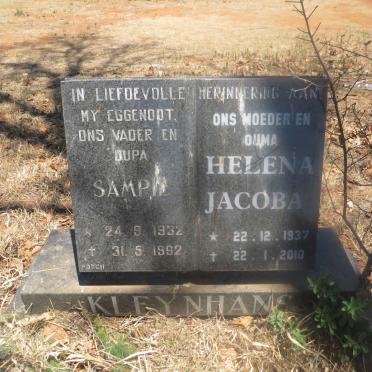 IN LIEFDEVOLLE HERINNERING AAN
MY EGGENOOT,
ONS VADER EN
OUPA
SAMPIE
★ 24.9.1932
† 31.5.1992
POTCH
ONS MOEDER EN
OUMA
HELENA
JACOBA
★ 22.12.1937
† 22.1.2010
KLEYNHANS